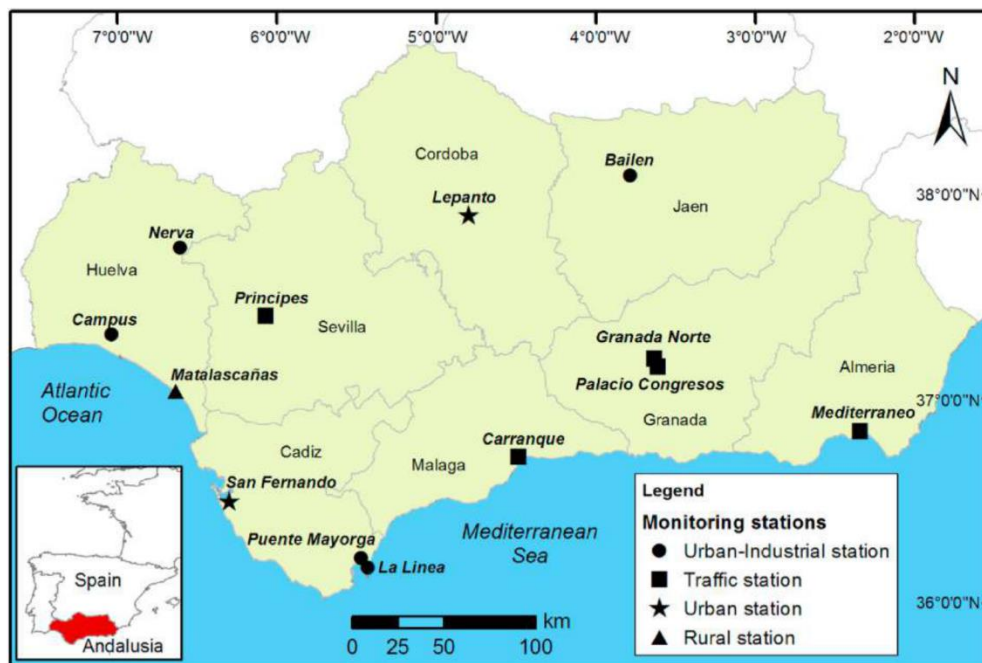 7°0'0"W
6°0'0"W
5°0'0"W
4°0'0"W
3°0'0"W
2°0'0"W
N
38°0'0"N
37°0'0"N
36°0'0"N
Cordoba
Lepanto
Bailen
Jaen
Nerva
Huelva
Campus
Principes
Sevilla
Matalascañas
Granada Norte
Palacio Congresos
Granada
Almeria
Mediterraneo
Atlantic
Ocean
Cadiz
San Fernando
Malaga
Carranque
Puente Mayorga
La Linea
Mediterranean
Sea
Spain
Andalusia
km
0 25 50 100
Legend
Monitoring stations
Urban-Industrial station
Traffic station
Urban station
Rural station